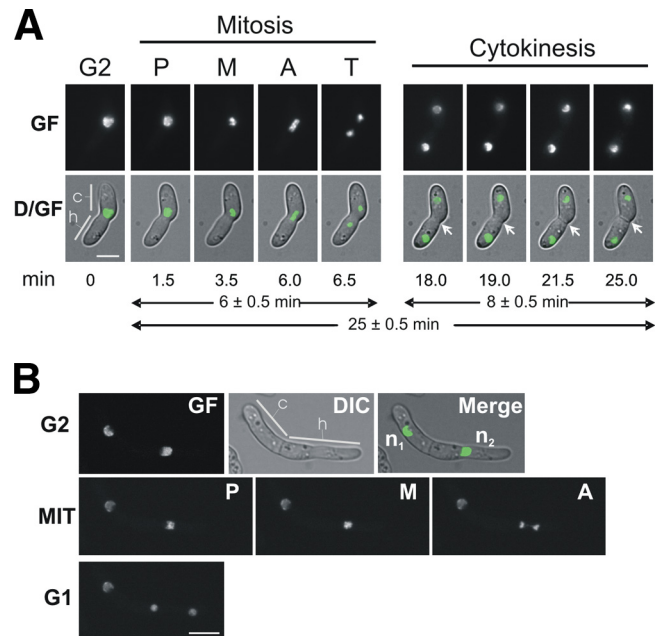 A
Mitosis
Cytokinesis
G2 P M A T
GF
D/GF
c
h
min 0 1.5 3.5 6.0 6.5 18.0 19.0 21.5 25.0
6 ± 0.5 min 8 ± 0.5 min
25 ± 0.5 min
B
G2 GF DIC Merge
c
h
n1 n2
MIT P M A
G1